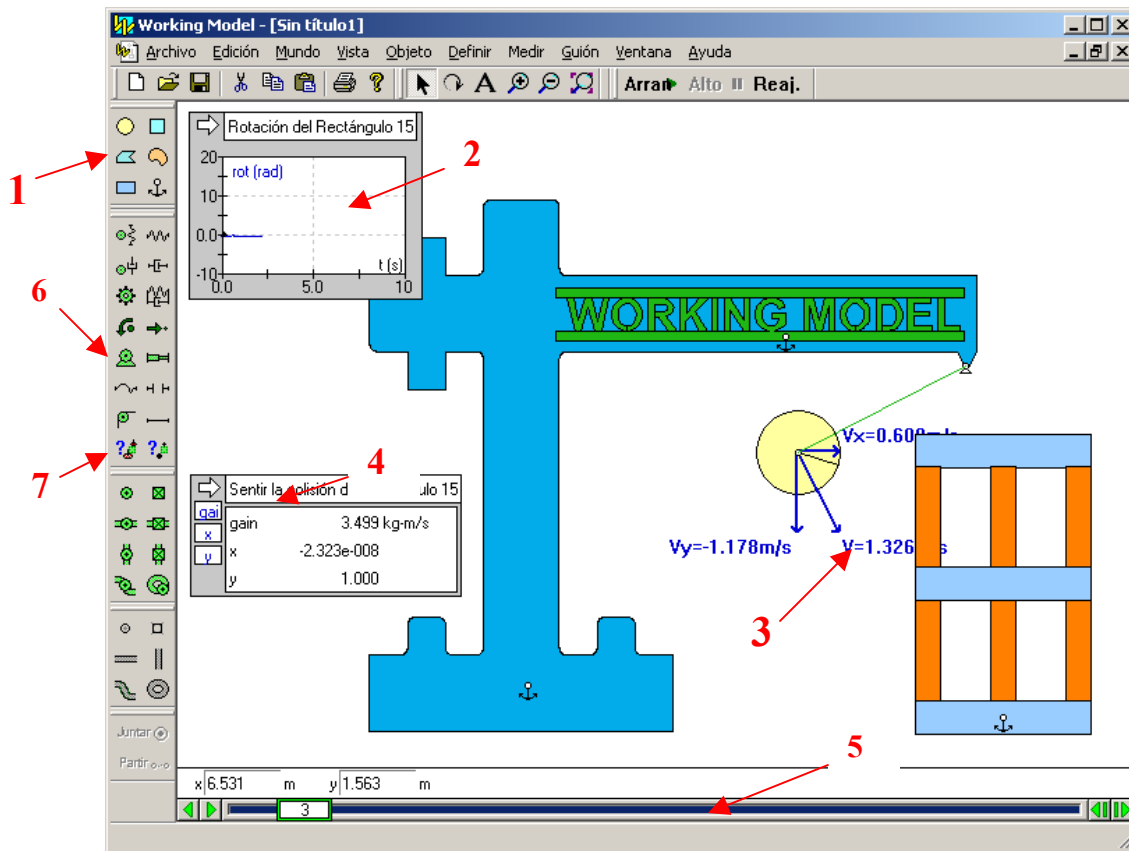 Working Model - [Sin título1]
Archivo Edición Mundo Vista Objeto Definir Medir Guión Ventana Ayuda
A Arran Alto Reaj.
Rotación del Rectángulo 15
20
rot (rad)
10
0.0
-10
t (s)
0.0 5.0 10
1
2
WORKING MODEL
6
Vx=0.608m/s
7
4
Sentir la colisión d ulo 15
gai
x
y
gain 3.499 kg-m/s
x -2.323e-008
y 1.000
Vy=-1.178m/s
V=1.326 s
3
Juntar
Partir
5
x 6.531 m y 1.563 m
3